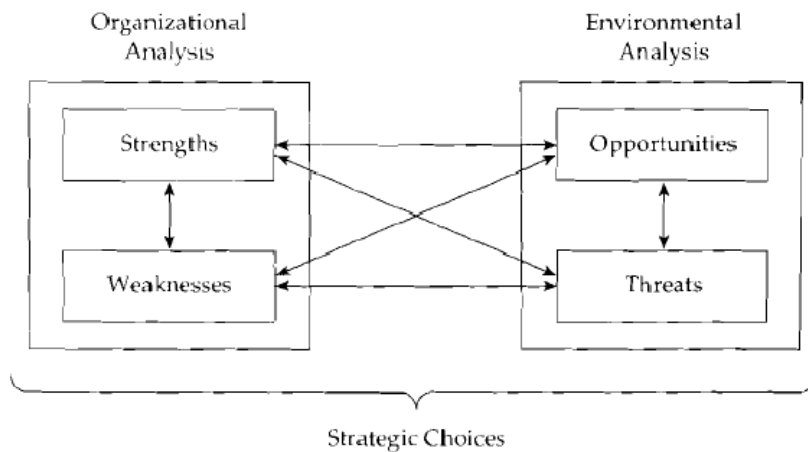 Organizational
Analysis
Environmental
Analysis
Strengths
Opportunities
Weaknesses
Threats
Strategic Choices